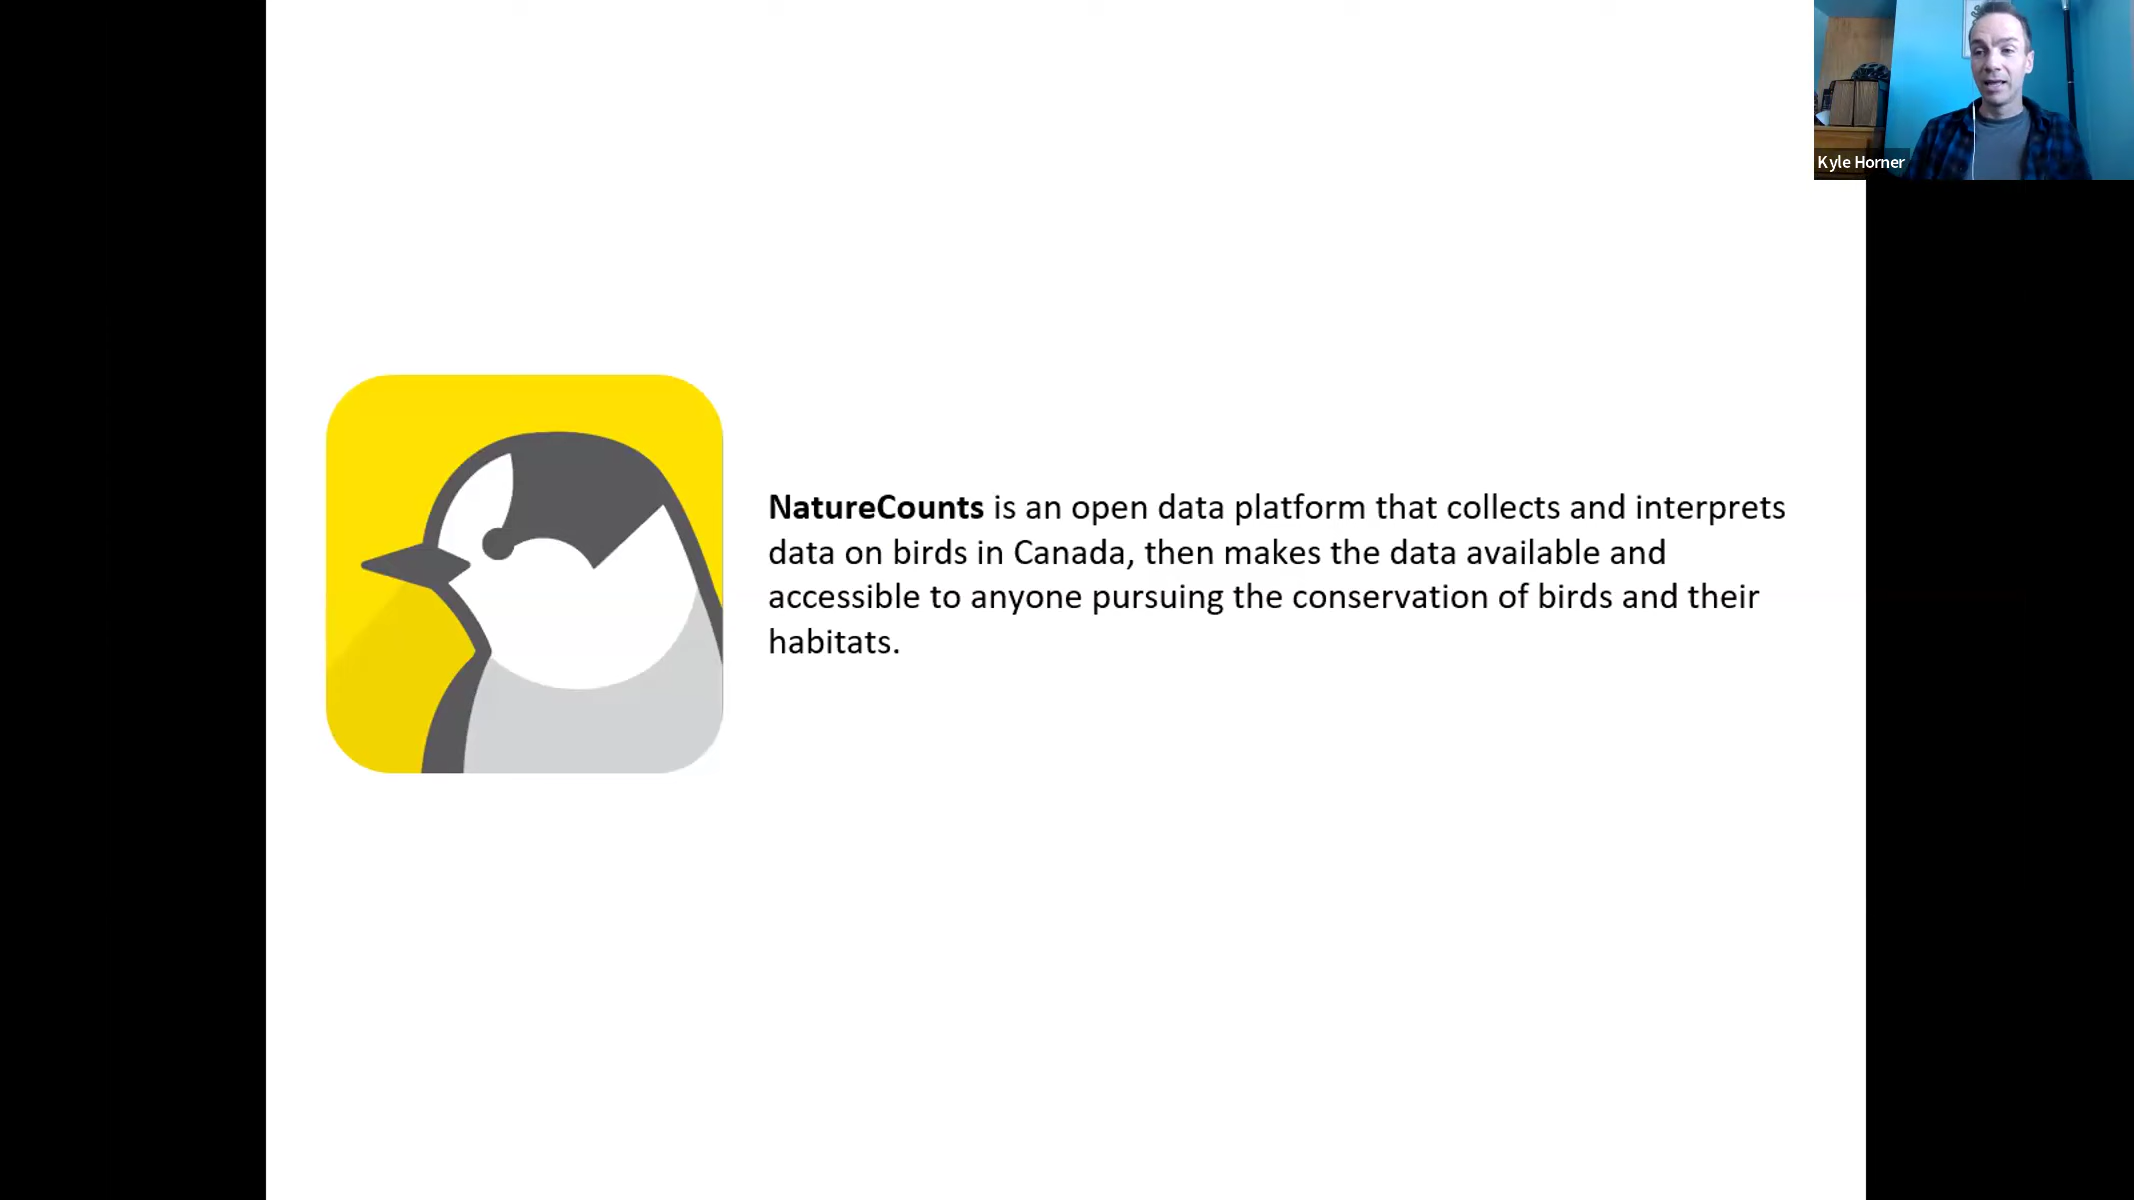 Kyle Horner
NatureCounts is an open data platform that collects and interprets
data on birds in Canada, then makes the data available and
accessible to anyone pursuing the conservation of birds and their
habitats.